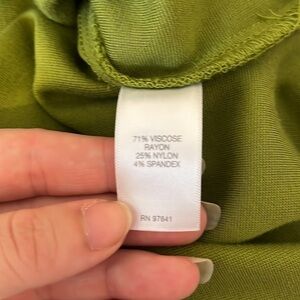 71% VISCOSE
RAYON
25% NYLON
4% SPANDEX
RN 97641